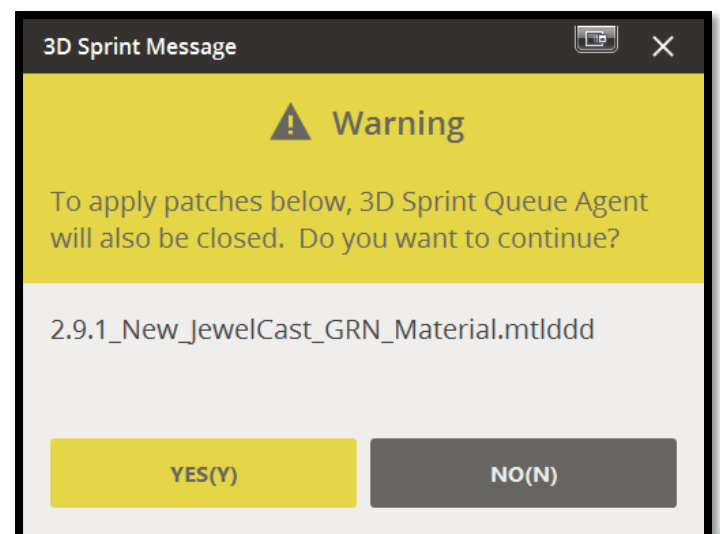 3D Sprint Message
Warning
To apply patches below, 3D Sprint Queue Agent
will also be closed.  Do you want to continue?
2.9.1_New_JewelCast_GRN_Material.mtlddd
YES(Y)
NO(N)